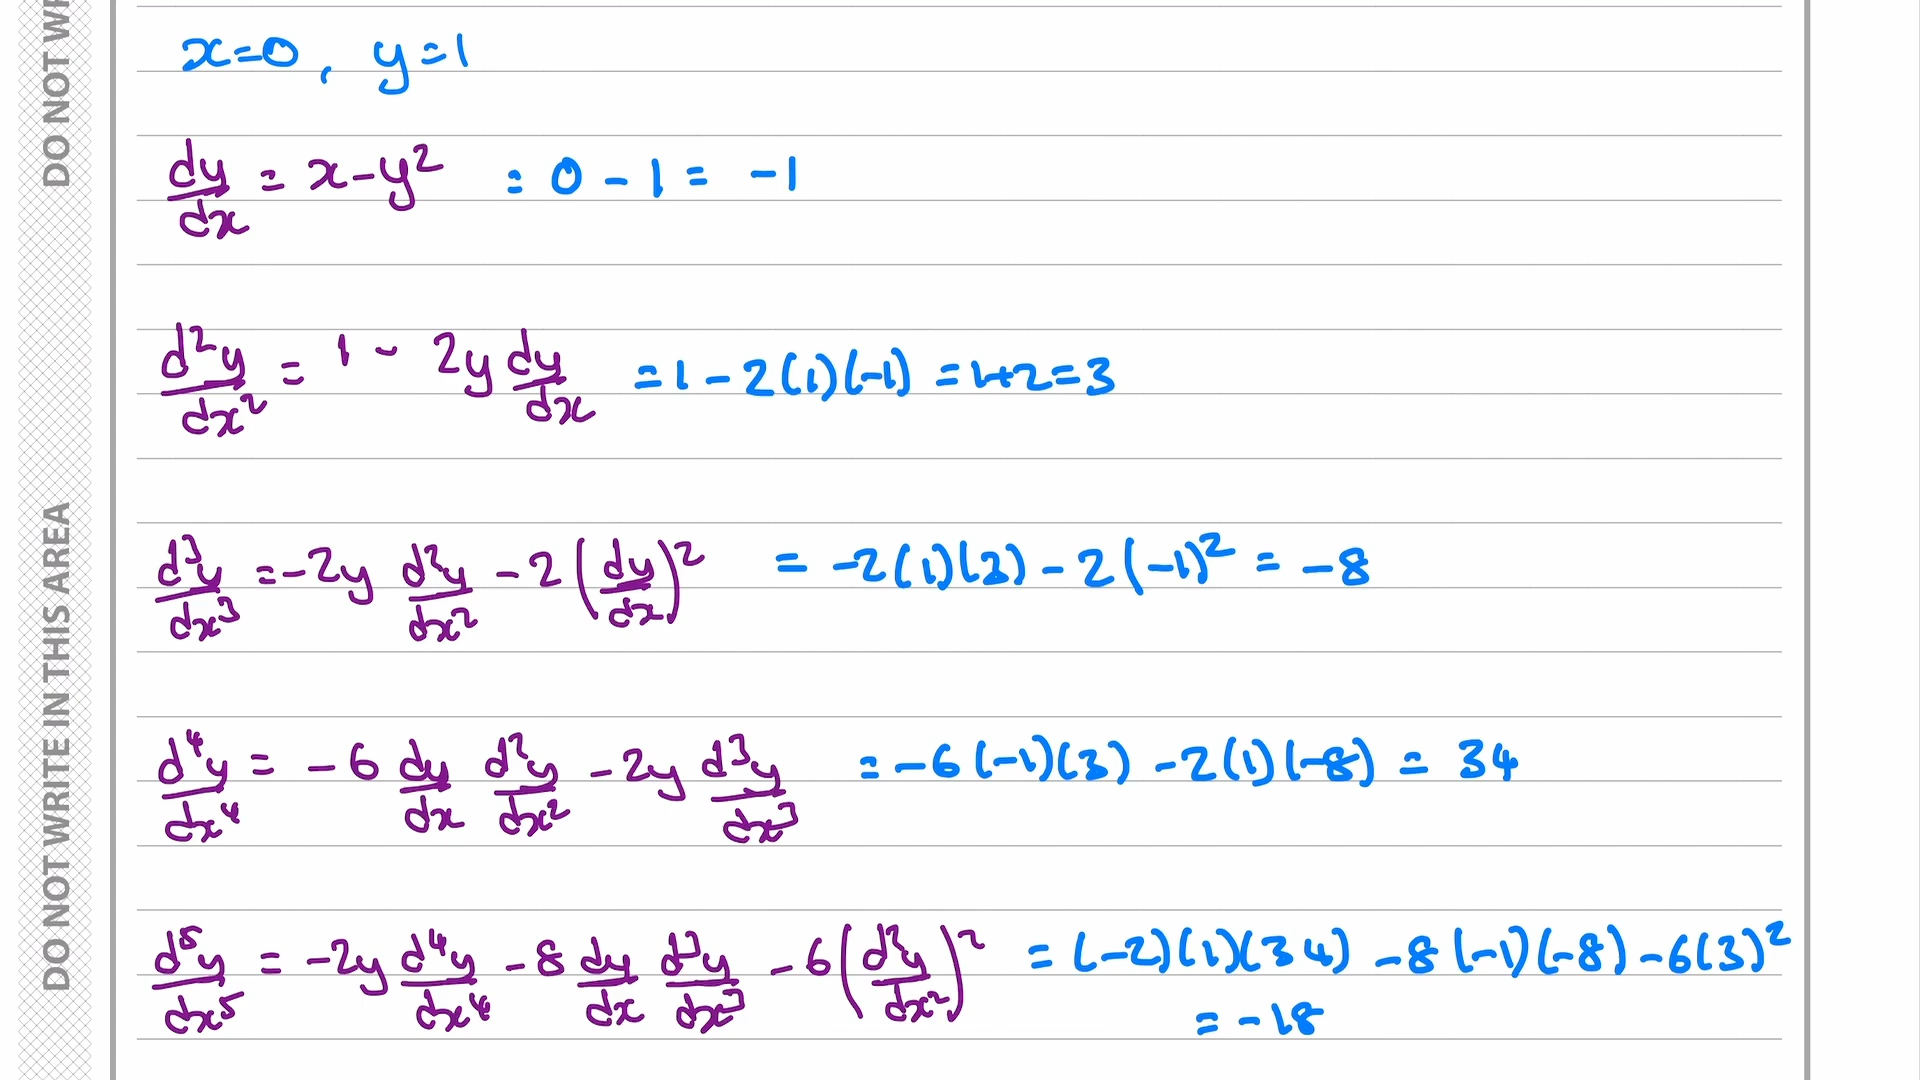 x=0, y=1
dy/dx = x-y² = 0 - 1 = -1
d²y/dx² = 1 - 2y dy/dx = 1 - 2(1)(-1) = 1+2 = 3
d³y/dx³ = -2y d²y/dx² - 2(dy/dx)² = -2(1)(3) - 2(-1)² = -8
d⁴y/dx⁴ = -6 dy/dx d²y/dx² - 2y d³y/dx³ = -6(-1)(3) - 2(1)(-8) = 34
d⁵y/dx⁵ = -2y d⁴y/dx⁴ - 8 dy/dx d³y/dx³ - 6(d²y/dx²)² = (-2)(1)(34) - 8(-1)(-8) - 6(3)²
= -18
DO NOT WRITE IN THIS AREA
DO NOT